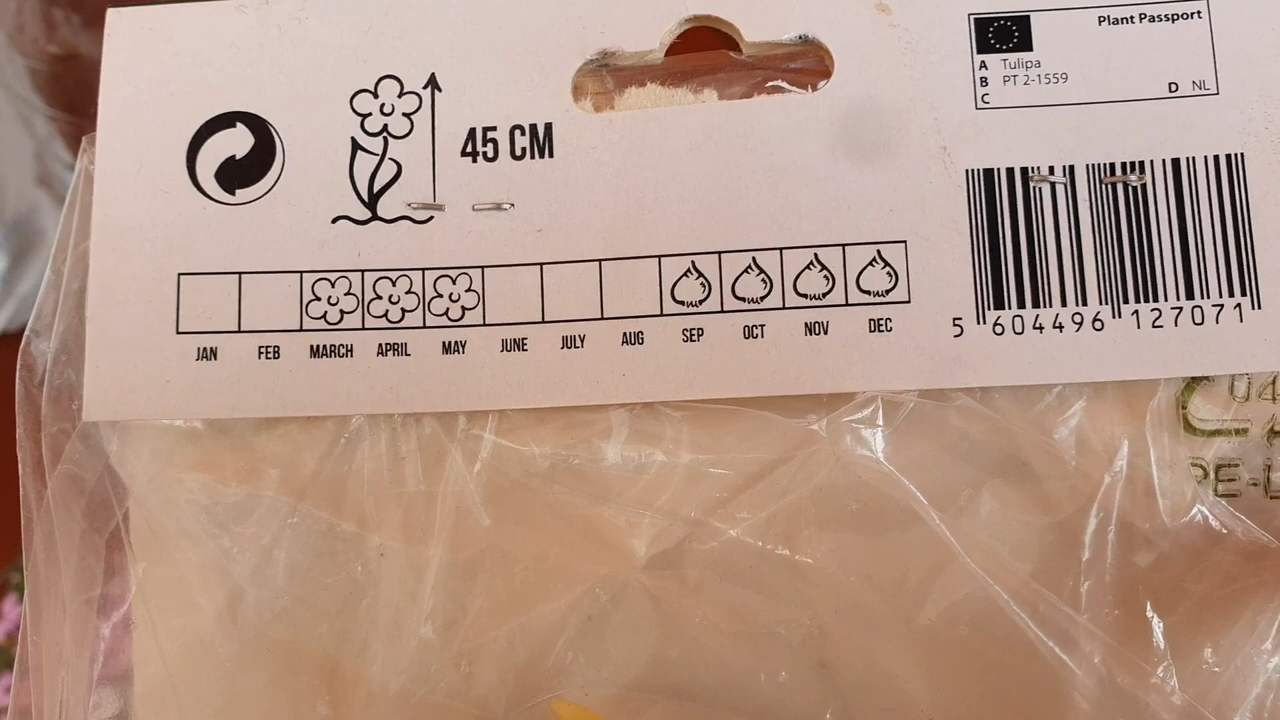 Plant Passport
A Tulipa
B PT 2-1559
C D NL
45 CM
JAN FEB MARCH APRIL MAY JUNE JULY AUG SEP OCT NOV DEC
5 604496 127071
04
PE-L